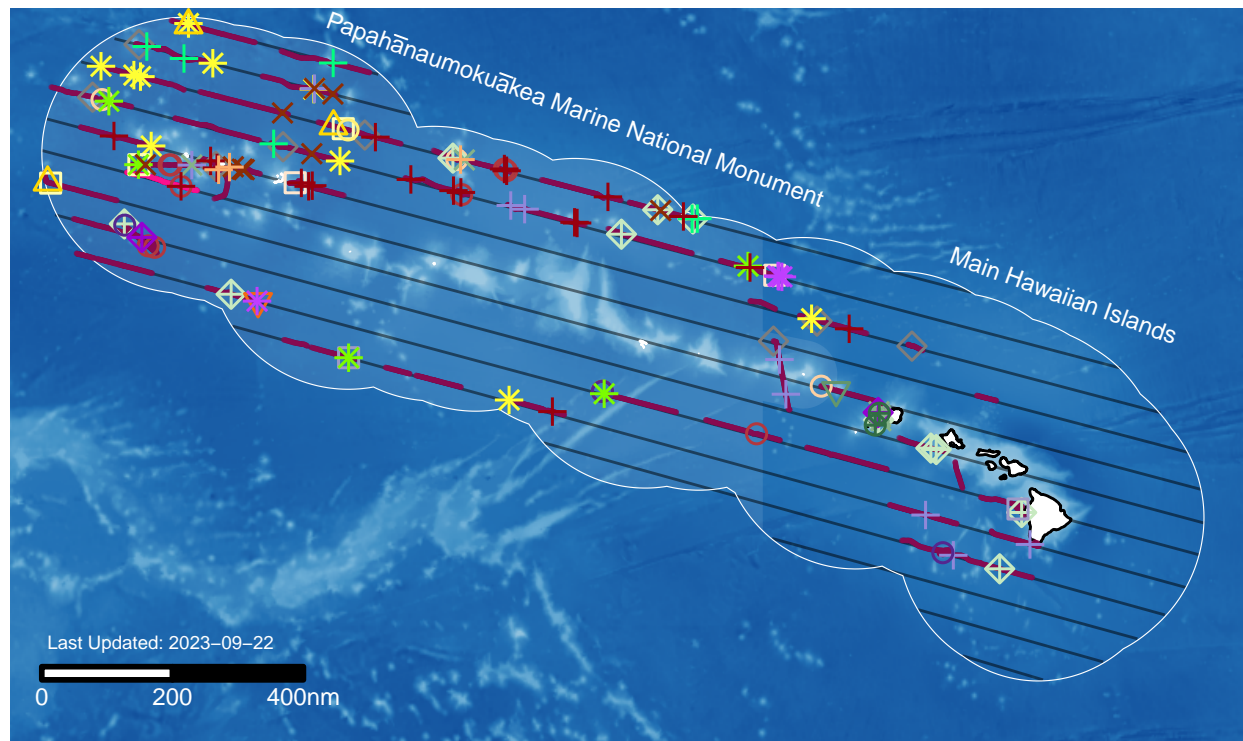 Papahānaumokuākea Marine National Monument
Main Hawaiian Islands
Last Updated: 2023−09−22
0 200 400nm